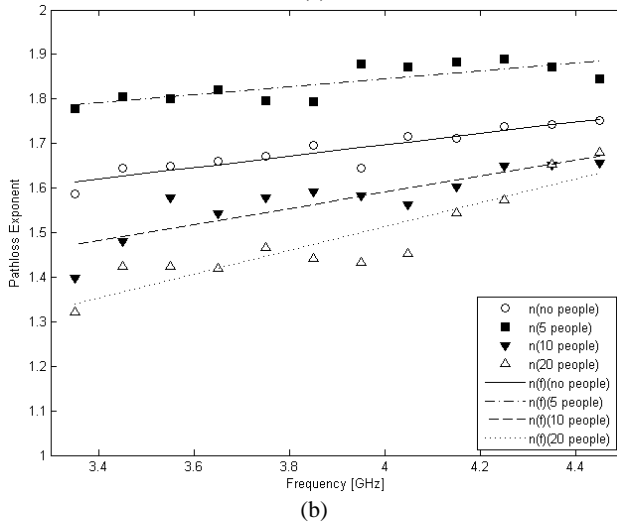 2
1.9
1.8
1.7
1.6
1.5
1.4
1.3
1.2
1.1
1
Pathloss Exponent
3.4 3.6 3.8 4 4.2 4.4
Frequency [GHz]
n(no people)
n(5 people)
n(10 people)
n(20 people)
n(f)(no people)
n(f)(5 people)
n(f)(10 people)
n(f)(20 people)
(b)